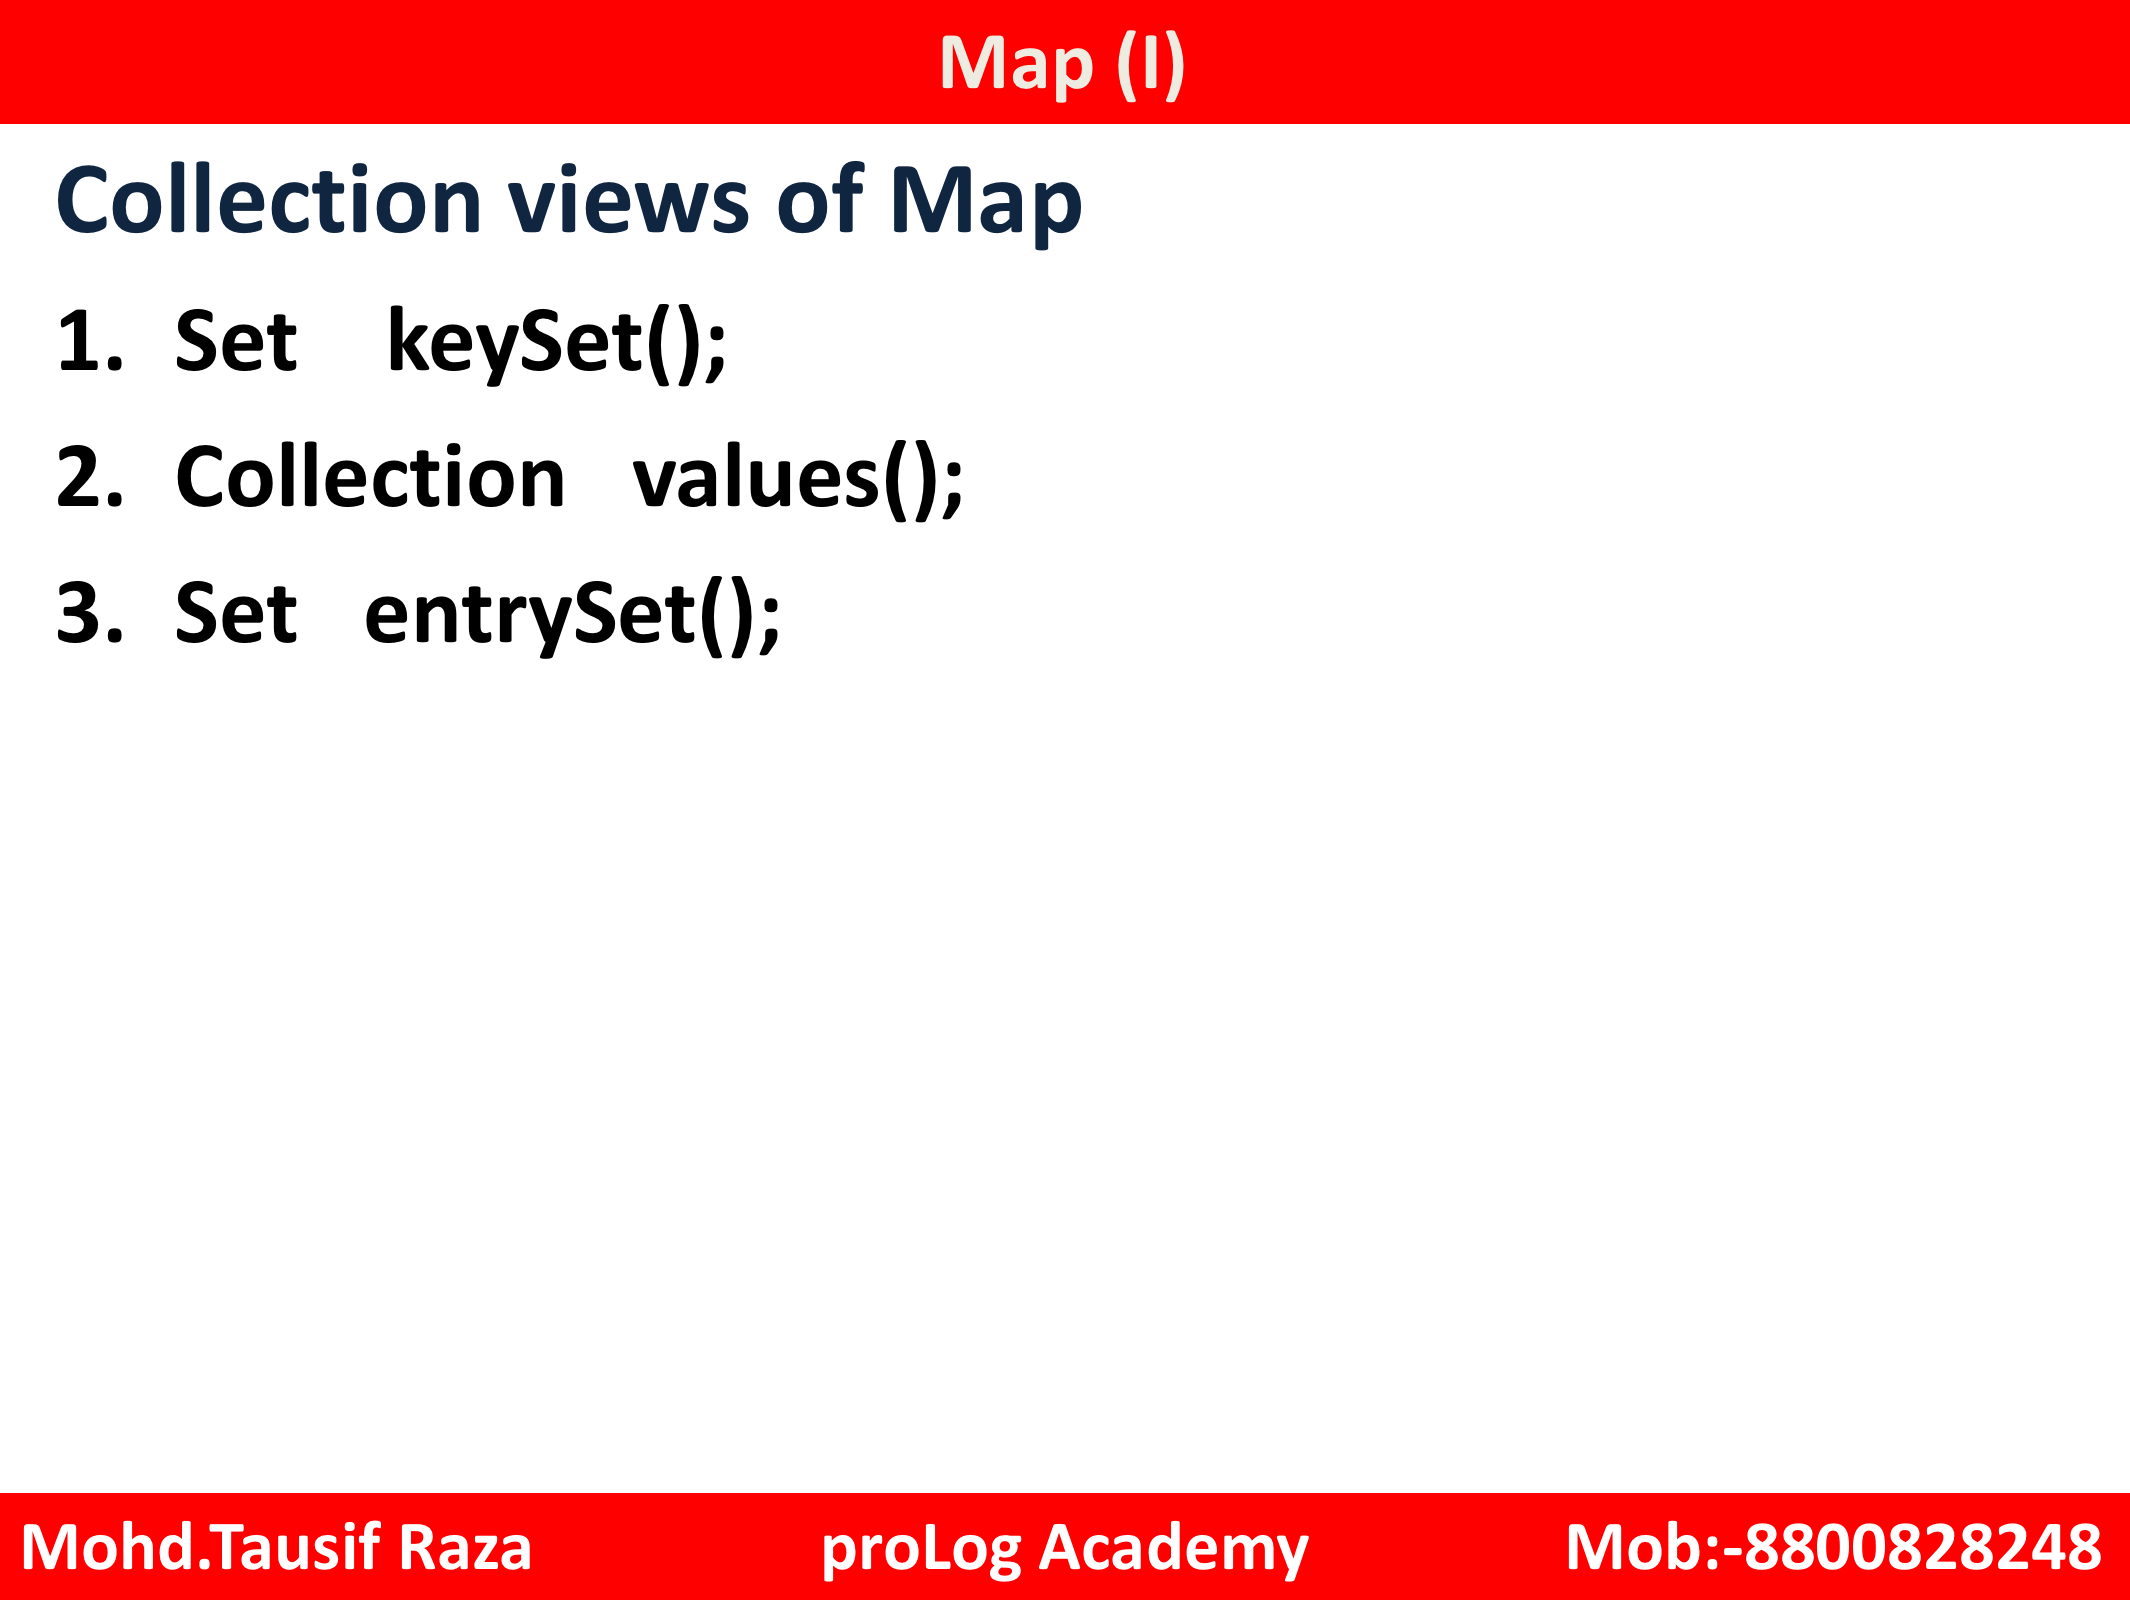 Map (I)
Collection views of Map
1. Set keySet();
2. Collection values();
3. Set entrySet();
Mohd.Tausif Raza proLog Academy Mob:-8800828248